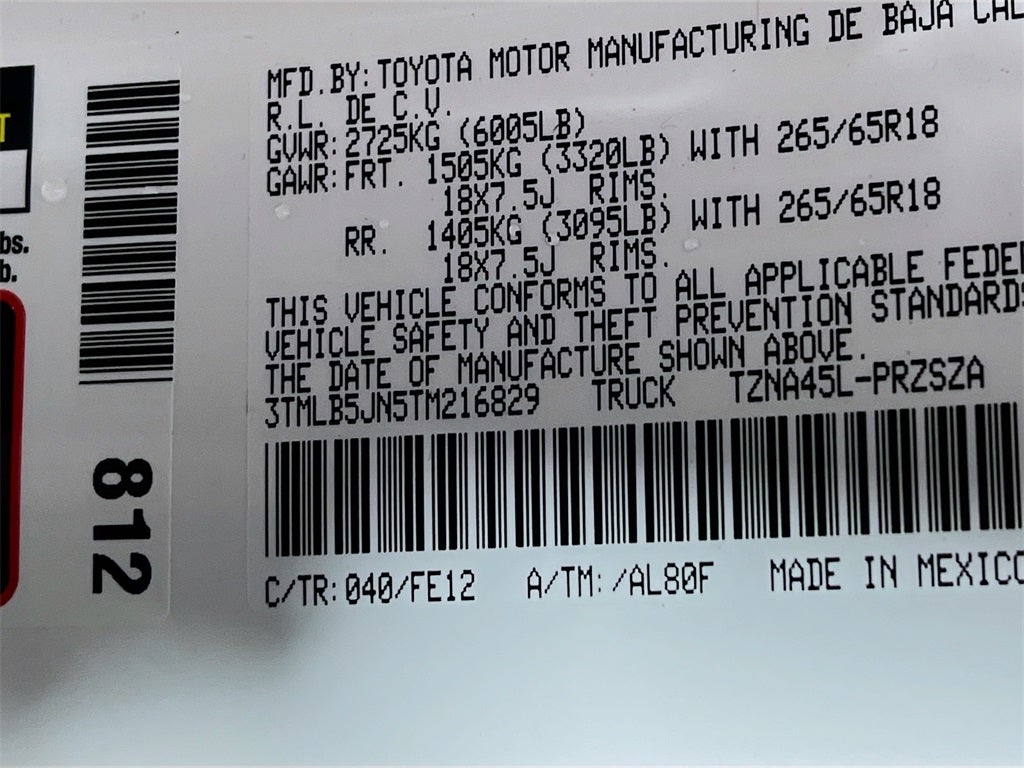 MFD.BY:TOYOTA MOTOR MANUFACTURING DE BAJA
R.L. DE C.V.
GVWR:2725KG (6005LB)
GAWR:FRT. 1505KG (3320LB) WITH 265/65R18
18X7.5J RIMS.
RR. 1405KG (3095LB) WITH 265/65R18
18X7.5J RIMS.
THIS VEHICLE CONFORMS TO ALL APPLICABLE
VEHICLE SAFETY AND THEFT PREVENTION STANDARDS
THE DATE OF MANUFACTURE SHOWN ABOVE.
3TMLB5JN5TM216829 TRUCK TZNA45L-PRZSZA
C/TR:040/FE12 A/TM:/AL80F MADE IN MEXICO
812
bs.
b.